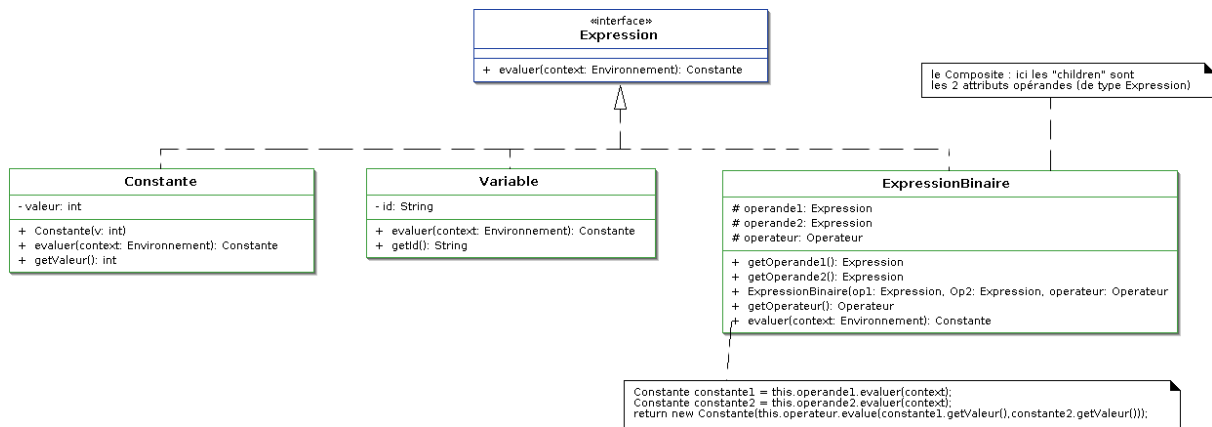 «interface»
Expression
+ evaluer(context: Environnement): Constante
le Composite : ici les "children" sont
les 2 attributs opérandes (de type Expression)
Constante
- valeur: int
+ Constante(v: int)
+ evaluer(context: Environnement): Constante
+ getValeur(): int
Variable
- id: String
+ evaluer(context: Environnement): Constante
+ getId(): String
ExpressionBinaire
# operande1: Expression
# operande2: Expression
# operateur: Operateur
+ getOperande1(): Expression
+ getOperande2(): Expression
+ ExpressionBinaire(op1: Expression, Op2: Expression, operateur: Operateur
+ getOperateur(): Operateur
+ evaluer(context: Environnement): Constante
Constante constante1 = this.operande1.evaluer(context);
Constante constante2 = this.operande2.evaluer(context);
return new Constante(this.operateur.evalue(constante1.getValeur(),constante2.getValeur()));